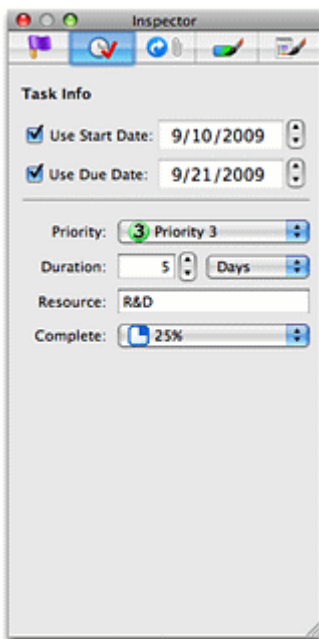 Inspector
Task Info
Use Start Date: 9/10/2009
Use Due Date: 9/21/2009
Priority: 3 Priority 3
Duration: 5 Days
Resource: R&D
Complete: 25%